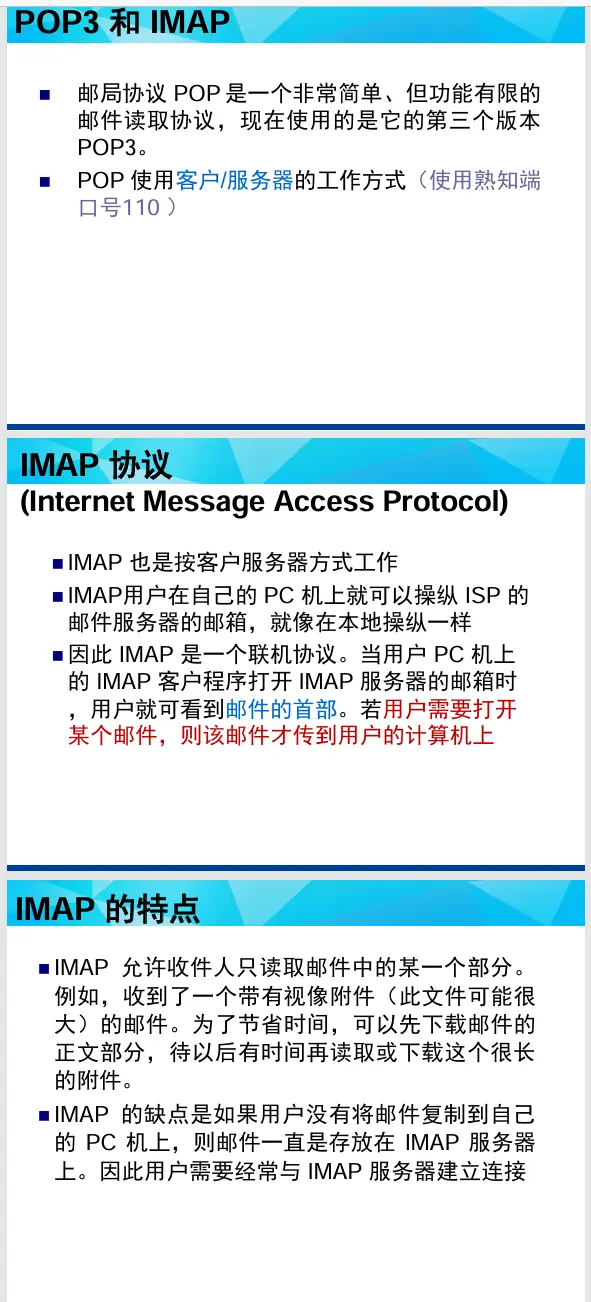 POP3 和 IMAP
邮局协议 POP 是一个非常简单、但功能有限的
邮件读取协议，现在使用的是它的第三个版本
POP3。
POP 使用客户/服务器的工作方式（使用熟知端
口号110 ）
IMAP 协议
(Internet Message Access Protocol)
IMAP 也是按客户服务器方式工作
IMAP用户在自己的 PC 机上就可以操纵 ISP 的
邮件服务器的邮箱，就像在本地操纵一样
因此 IMAP 是一个联机协议。当用户 PC 机上
的 IMAP 客户程序打开 IMAP 服务器的邮箱时
，用户就可看到邮件的首部。若用户需要打开
某个邮件，则该邮件才传到用户的计算机上
IMAP 的特点
IMAP 允许收件人只读取邮件中的某一个部分。
例如，收到了一个带有视像附件（此文件可能很
大）的邮件。为了节省时间，可以先下载邮件的
正文部分，待以后有时间再读取或下载这个很长
的附件。
IMAP 的缺点是如果用户没有将邮件复制到自己
的 PC 机上，则邮件一直是存放在 IMAP 服务器
上。因此用户需要经常与 IMAP 服务器建立连接